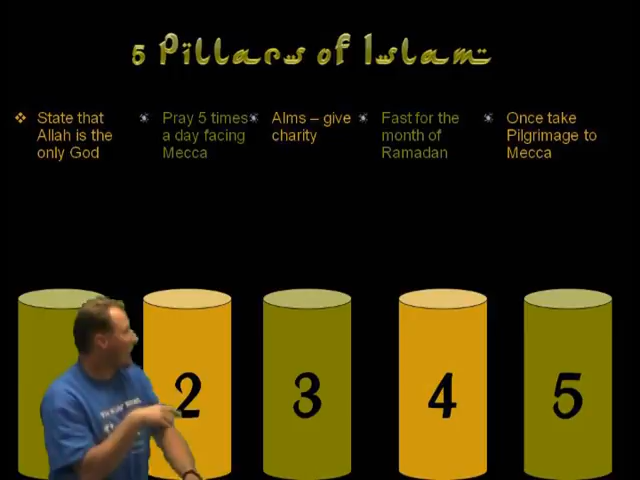 5 Pillars of Islam
State that
Allah is the
only God
Pray 5 times
a day facing
Mecca
Alms – give
charity
Fast for the
month of
Ramadan
Once take
Pilgrimage to
Mecca
2
3
4
5